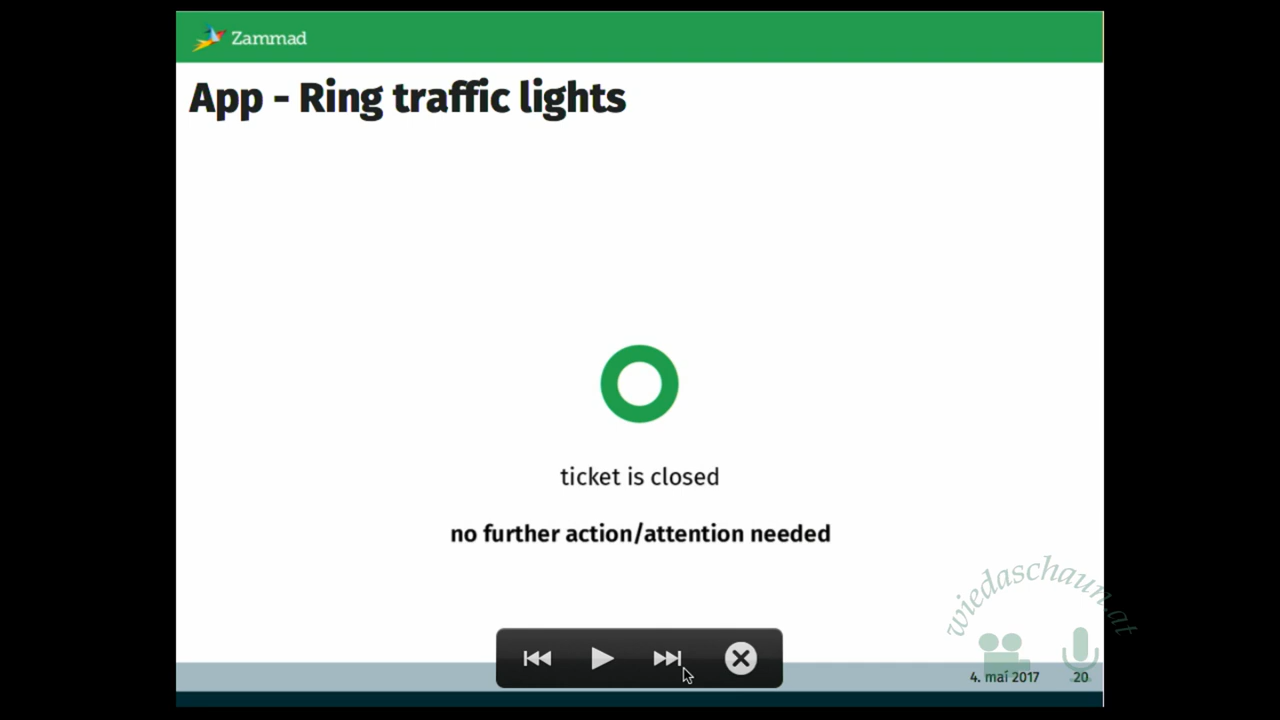 Zammad
App - Ring traffic lights
ticket is closed
no further action/attention needed
wiedaschaun.at
4. mai 2017 20